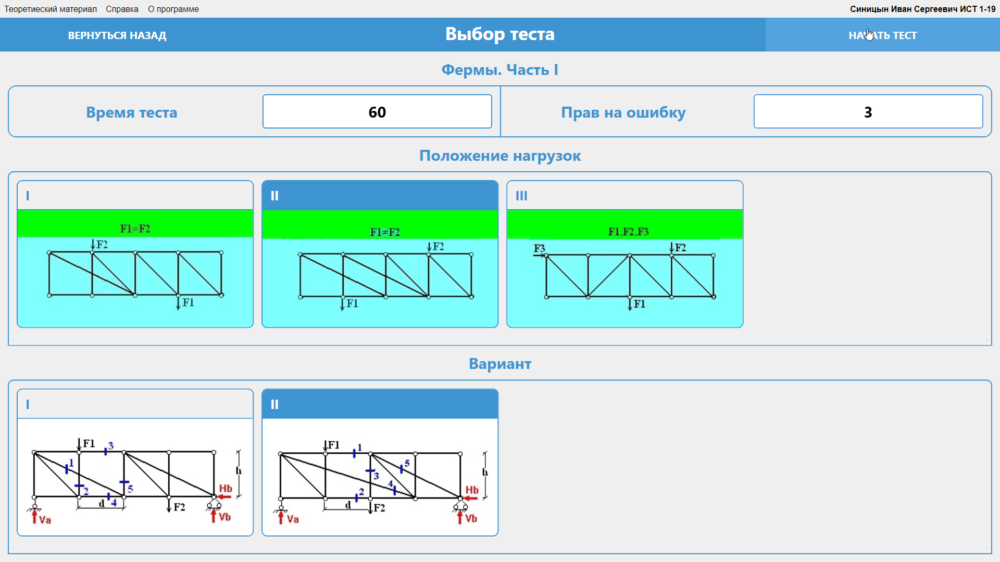 Теоретиеский материал Справка О программе Синицын Иван Сергеевич ИСТ 1-19
ВЕРНУТЬСЯ НАЗАД Выбор теста НАЧАТЬ ТЕСТ
Фермы. Часть I
Время теста 60 Прав на ошибку 3
Положение нагрузок
I
F1=F2
F2
F1
II
F1≠F2
F2
F1
III
F1,F2,F3
F3
F2
F1
Вариант
I
F1 3
1
h
2 5
Hb
d 4
F2
Va Vb
II
F1 1
5
h
3
4
2
Hb
d
F2
Va Vb